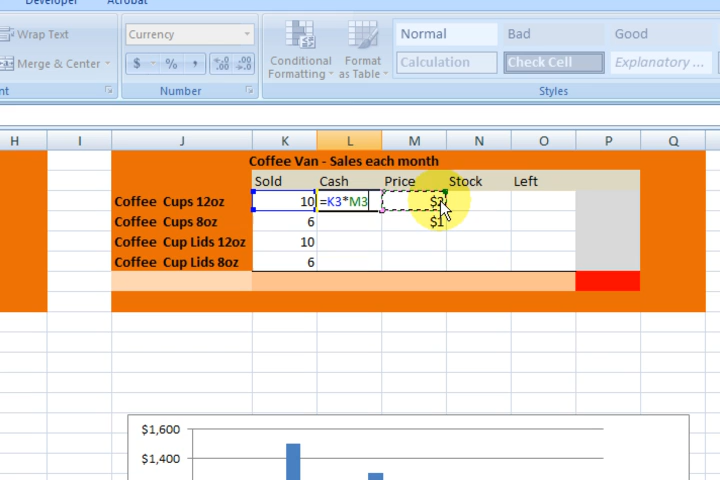 Developer Acrobat
Wrap Text Currency Normal Bad Good
Merge & Center $ % , Conditional Formatting Format as Table Calculation Check Cell Explanatory ...
Number Styles
H I J K L M N O P Q
Coffee Van - Sales each month
Sold Cash Price Stock Left
Coffee Cups 12oz 10 =K3*M3 $2
Coffee Cups 8oz 6 $1
Coffee Cup Lids 12oz 10
Coffee Cup Lids 8oz 6
$1,600
$1,400